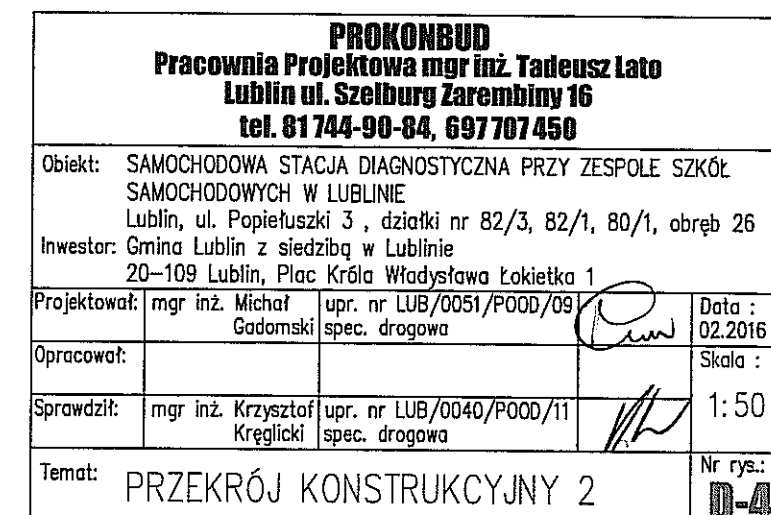 PROKONBUD
Pracownia Projektowa mgr inż. Tadeusz Lato
Lublin ul. Szelburg Zarembiny 16
tel. 81 744-90-84, 697 707 450
Obiekt: SAMOCHODOWA STACJA DIAGNOSTYCZNA PRZY ZESPOLE SZKÓŁ
SAMOCHODOWYCH W LUBLINIE
Lublin, ul. Popiełuszki 3 , działki nr 82/3, 82/1, 80/1, obręb 26
Inwestor: Gmina Lublin z siedzibą w Lublinie
20-109 Lublin, Plac Króla Władysława Łokietka 1
Projektował: mgr inż. Michał upr. nr LUB/0051/POOD/09 Data :
Gadomski spec. drogowa 02.2016
Opracował: Skala :
1:50
Sprawdził: mgr inż. Krzysztof upr. nr LUB/0040/POOD/11
Kręglicki spec. drogowa
Temat: PRZEKRÓJ KONSTRUKCYJNY 2 Nr rys.:
D-4